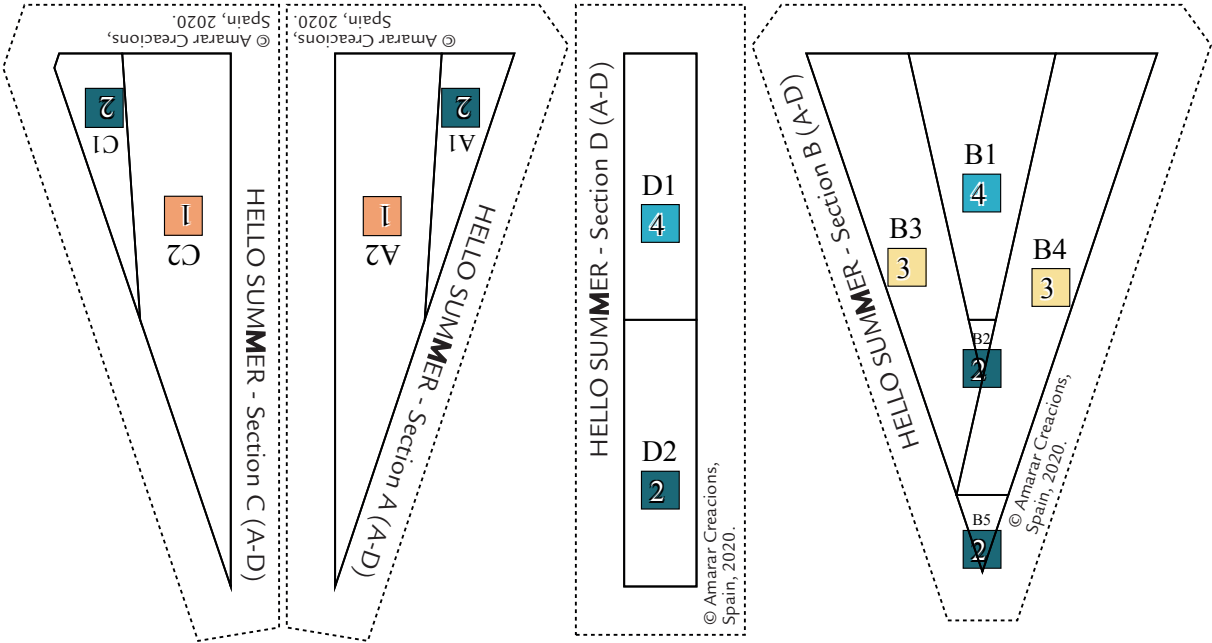 © Amarar Creacions,
Spain, 2020.
2
C1
1
C2
HELLO SUMMER - Section C (A-D)
© Amarar Creacions,
Spain, 2020.
2
A1
1
A2
HELLO SUMMER - Section A (A-D)
HELLO SUMMER - Section D (A-D)
D1
4
D2
2
© Amarar Creacions,
Spain, 2020.
HELLO SUMMER - Section B (A-D)
B1
4
B3
3
B4
3
B2
2
B5
2
© Amarar Creacions,
Spain, 2020.